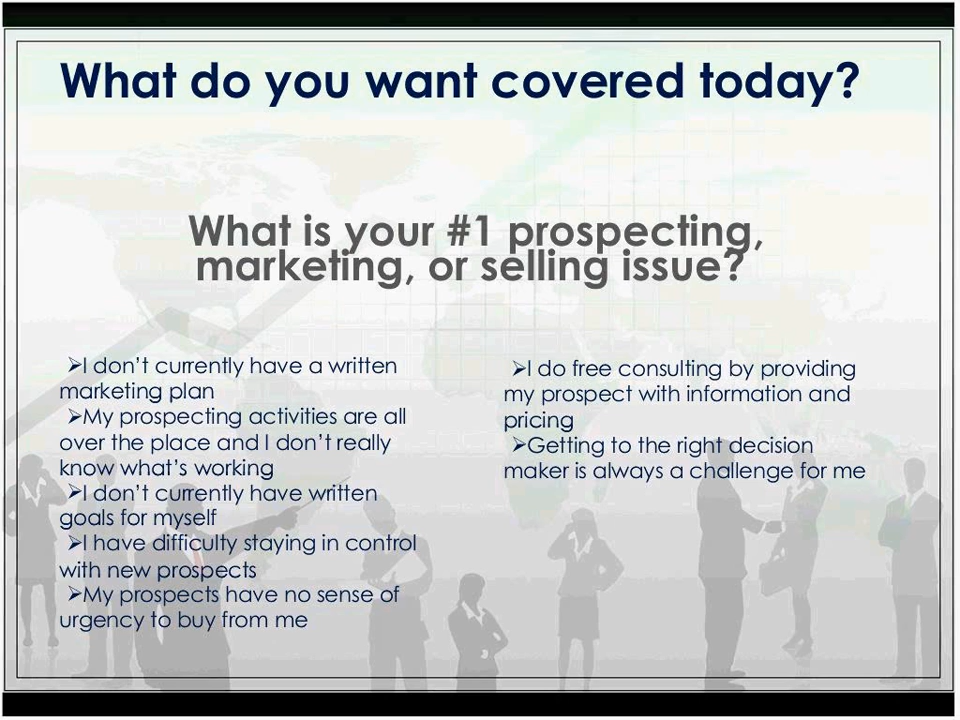 What do you want covered today?
What is your #1 prospecting,
marketing, or selling issue?
➢I don’t currently have a written
marketing plan
➢My prospecting activities are all
over the place and I don’t really
know what’s working
➢I don’t currently have written
goals for myself
➢I have difficulty staying in control
with new prospects
➢My prospects have no sense of
urgency to buy from me
➢I do free consulting by providing
my prospect with information and
pricing
➢Getting to the right decision
maker is always a challenge for me